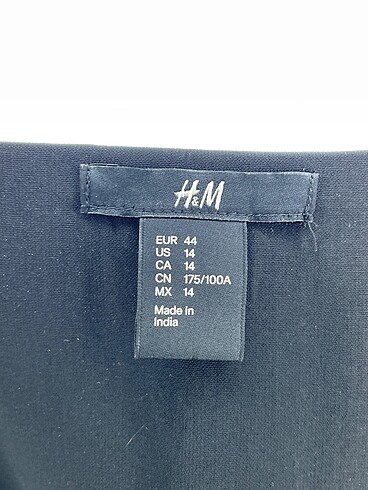 H&M
EUR 44
US 14
CA 14
CN 175/100A
MX 14
Made in
India